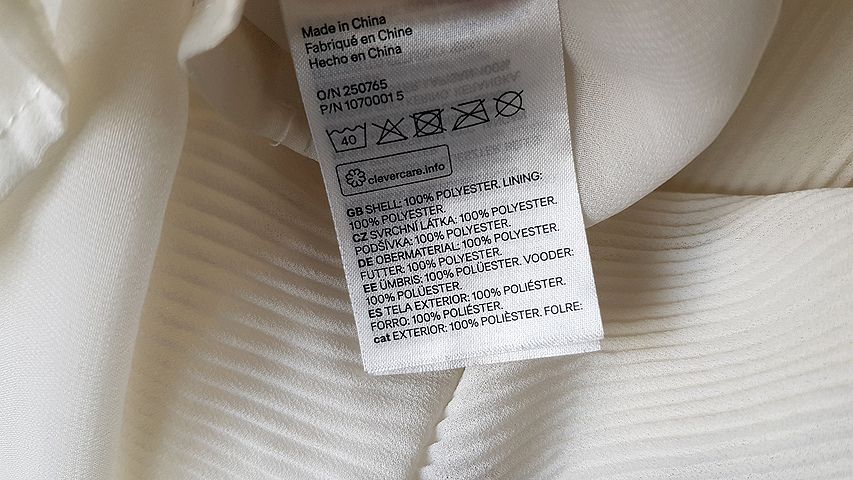 Made in China
Fabriqué en Chine
Hecho en China
O/N 250765
P/N 1070001 5
40
clevercare.info
GB SHELL: 100% POLYESTER. LINING:
100% POLYESTER.
CZ SVRCHNÍ LÁTKA: 100% POLYESTER.
PODŠÍVKA: 100% POLYESTER.
DE OBERMATERIAL: 100% POLYESTER.
FUTTER: 100% POLYESTER.
EE ÜMBRIS: 100% POLÜESTER. VOODER:
100% POLÜESTER.
ES TELA EXTERIOR: 100% POLIÉSTER.
FORRO: 100% POLIÉSTER.
cat EXTERIOR: 100% POLIÈSTER. FOLRE: